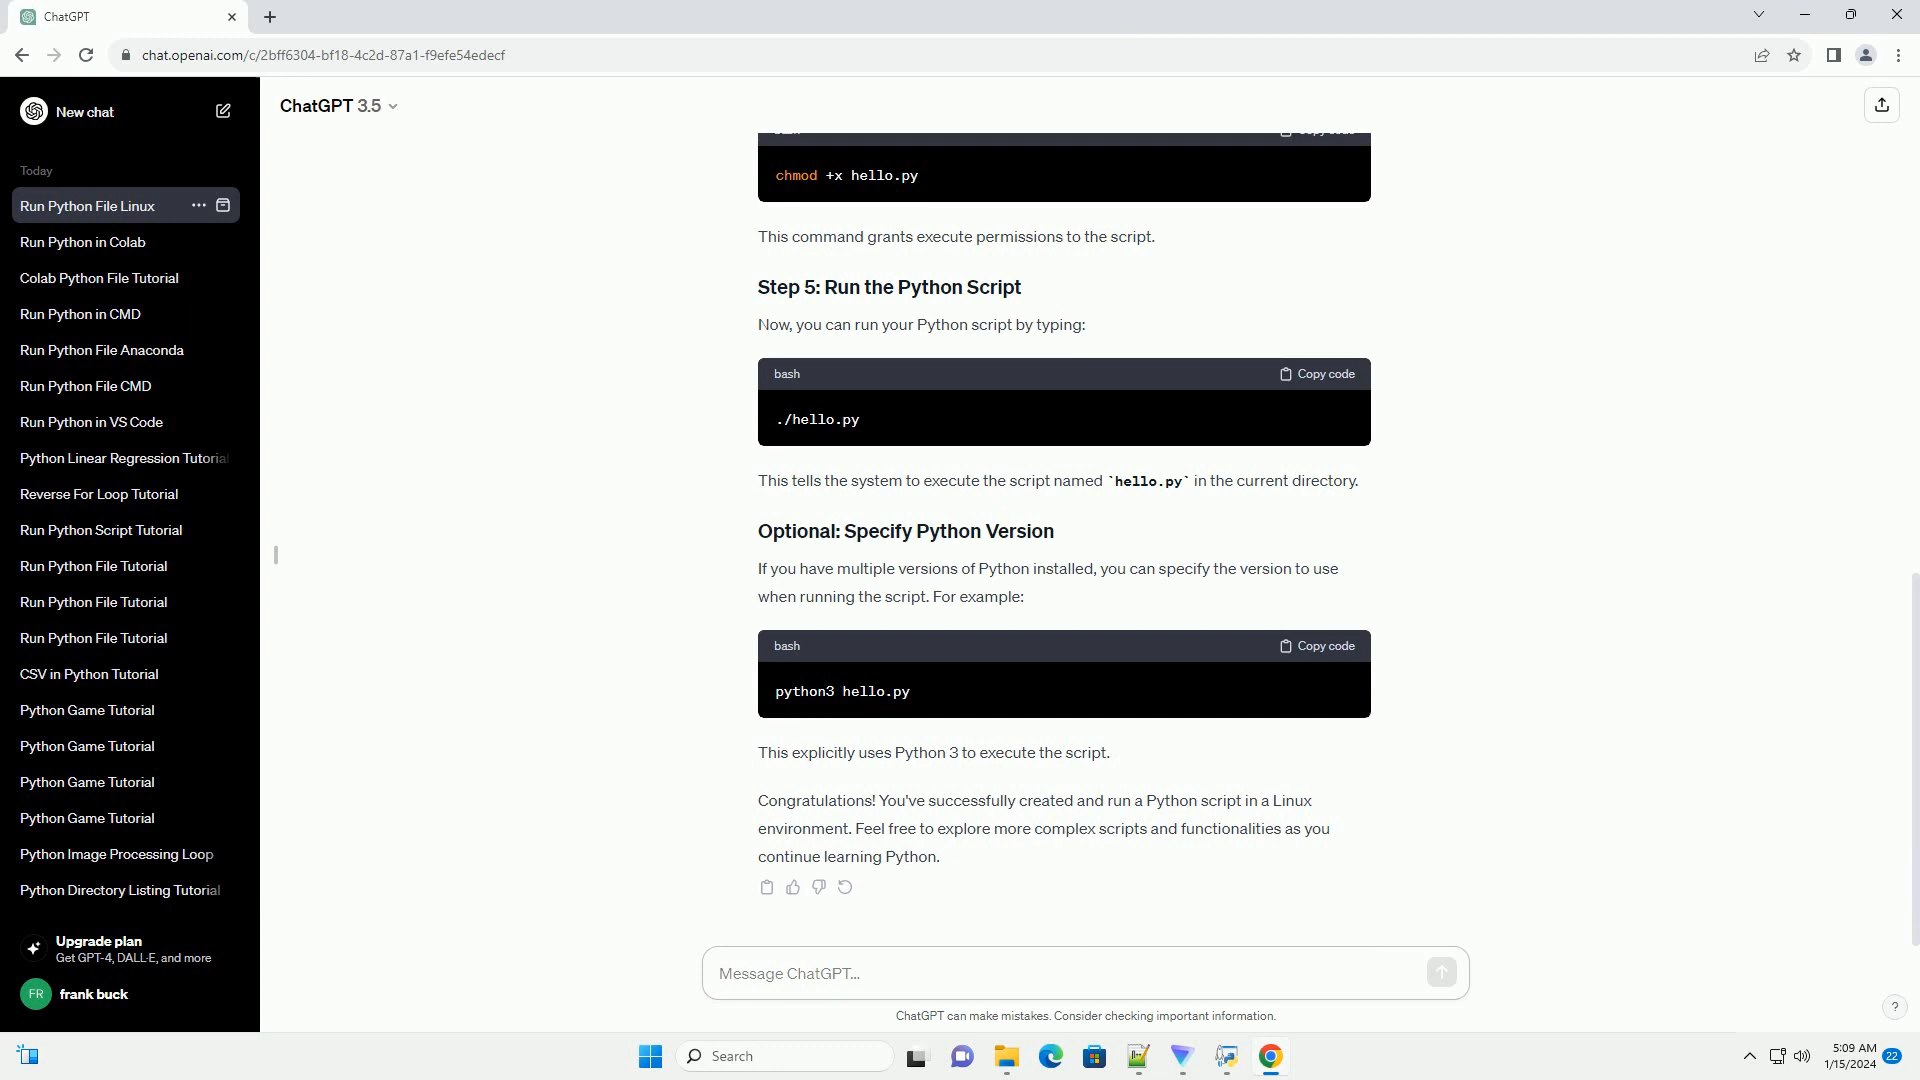 ChatGPT
chat.openai.com/c/2bff6304-bf18-4c2d-87a1-f9efe54edecf
New chat
Today
Run Python File Linux
Run Python in Colab
Colab Python File Tutorial
Run Python in CMD
Run Python File Anaconda
Run Python File CMD
Run Python in VS Code
Python Linear Regression Tutorial
Reverse For Loop Tutorial
Run Python Script Tutorial
Run Python File Tutorial
Run Python File Tutorial
Run Python File Tutorial
CSV in Python Tutorial
Python Game Tutorial
Python Game Tutorial
Python Game Tutorial
Python Game Tutorial
Python Image Processing Loop
Python Directory Listing Tutorial
Upgrade plan
Get GPT-4, DALL·E, and more
FR frank buck
ChatGPT 3.5
chmod +x hello.py
This command grants execute permissions to the script.
Step 5: Run the Python Script
Now, you can run your Python script by typing:
bash Copy code
./hello.py
This tells the system to execute the script named `hello.py` in the current directory.
Optional: Specify Python Version
If you have multiple versions of Python installed, you can specify the version to use
when running the script. For example:
bash Copy code
python3 hello.py
This explicitly uses Python 3 to execute the script.
Congratulations! You've successfully created and run a Python script in a Linux
environment. Feel free to explore more complex scripts and functionalities as you
continue learning Python.
Message ChatGPT...
ChatGPT can make mistakes. Consider checking important information.
?
Search
5:09 AM
1/15/2024
22